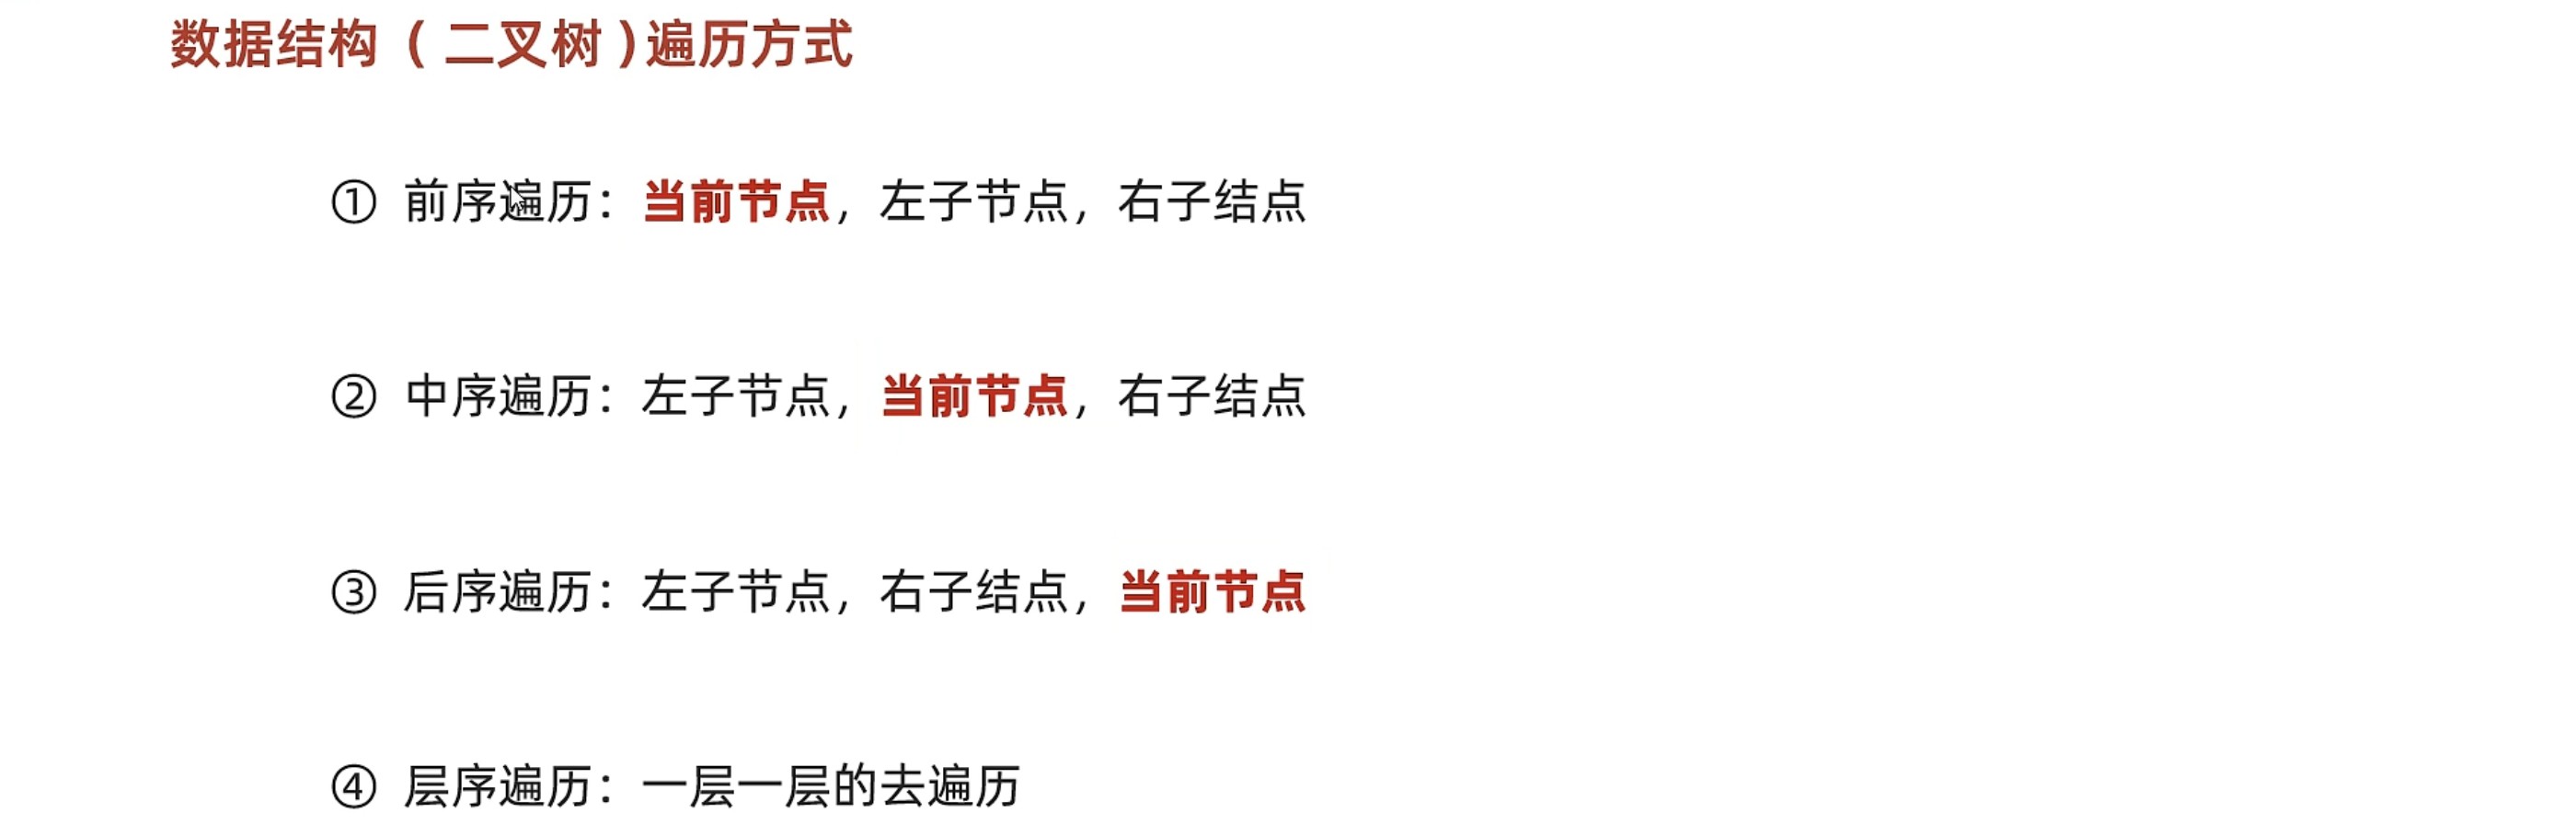 数据结构(二叉树)遍历方式
① 前序遍历：当前节点，左子节点，右子结点
② 中序遍历：左子节点，当前节点，右子结点
③ 后序遍历：左子节点，右子结点，当前节点
④ 层序遍历：一层一层的去遍历